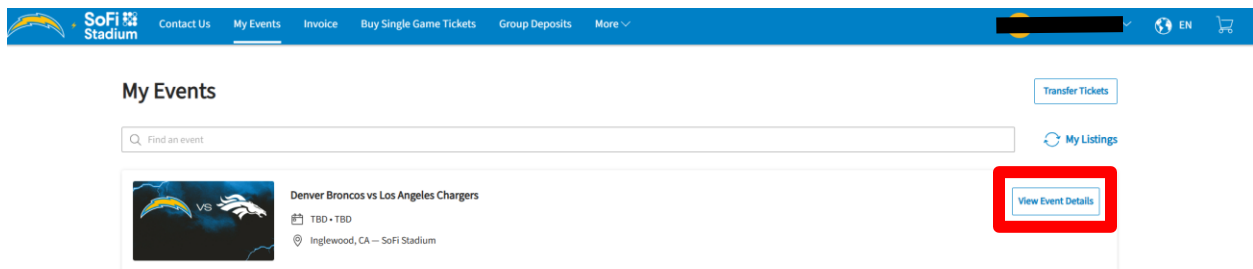 SoFi Stadium Contact Us My Events Invoice Buy Single Game Tickets Group Deposits More EN
My Events
Transfer Tickets
Find an event
My Listings
VS
Denver Broncos vs Los Angeles Chargers
TBD • TBD
Inglewood, CA — SoFi Stadium
View Event Details